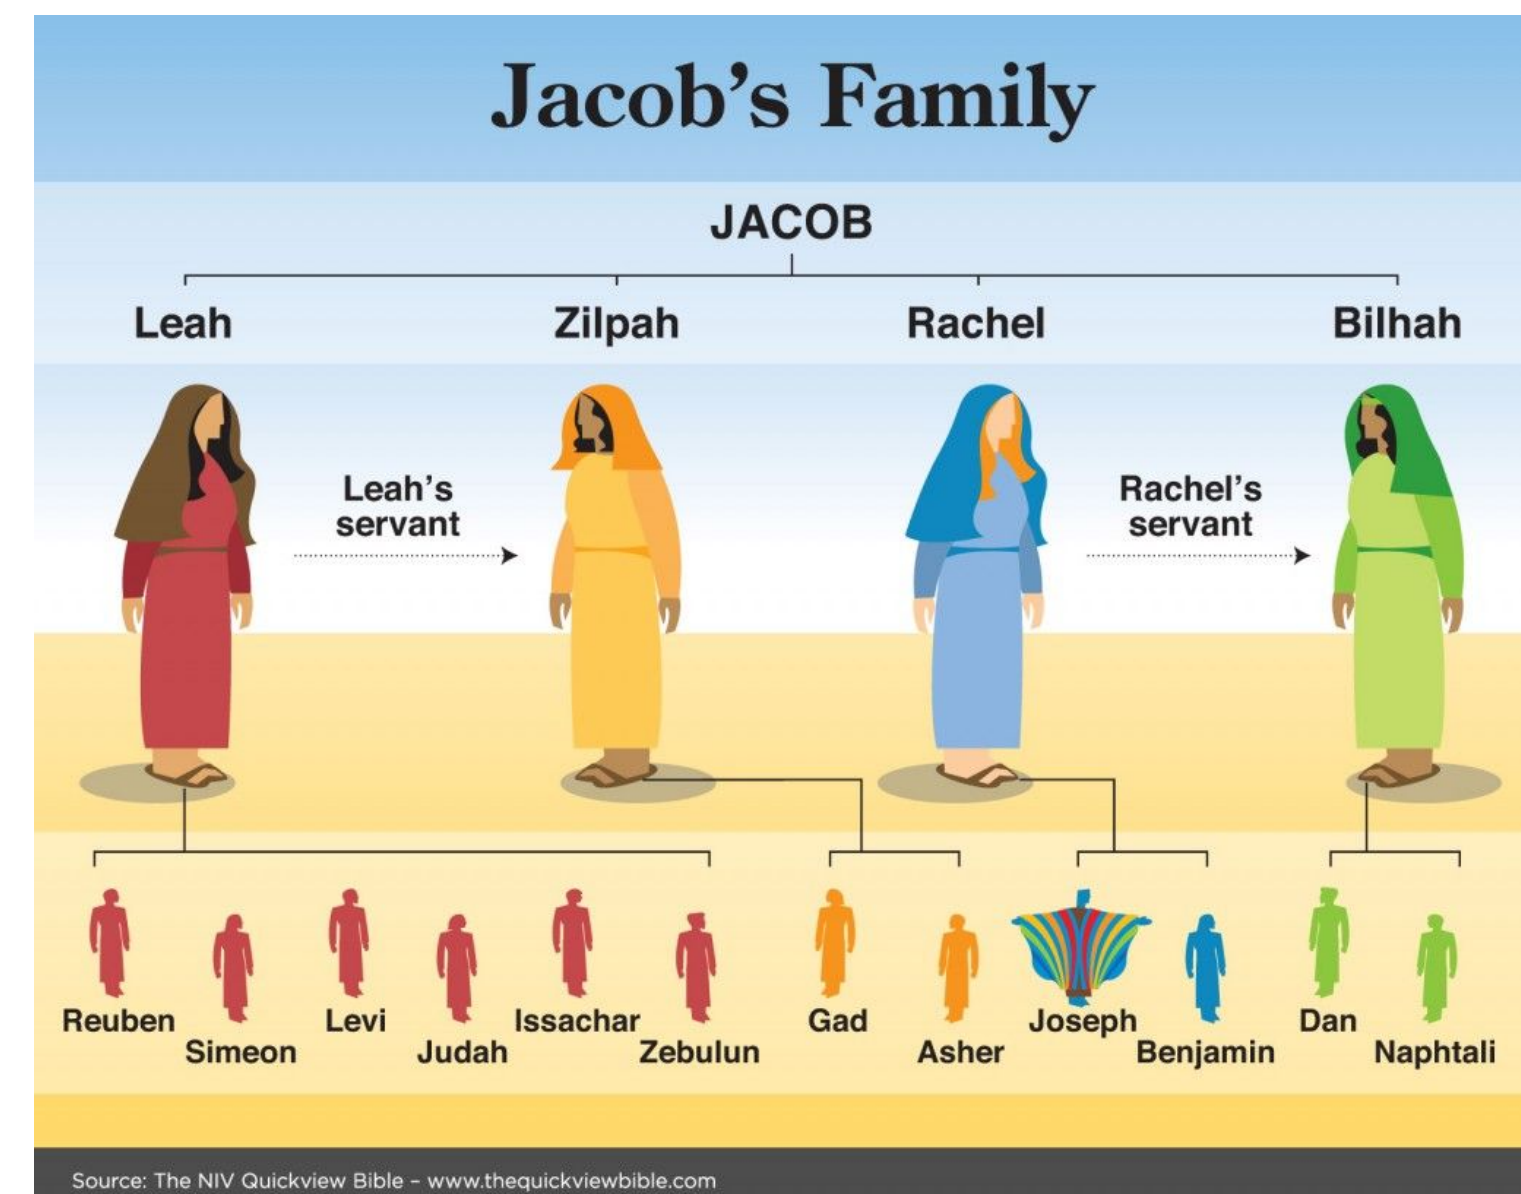 Jacob's Family
JACOB
Leah
Zilpah
Rachel
Bilhah
Leah's
servant
Rachel's
servant
Reuben
Simeon
Levi
Judah
Issachar
Zebulun
Gad
Asher
Joseph
Benjamin
Dan
Naphtali
Source: The NIV Quickview Bible – www.thequickviewbible.com